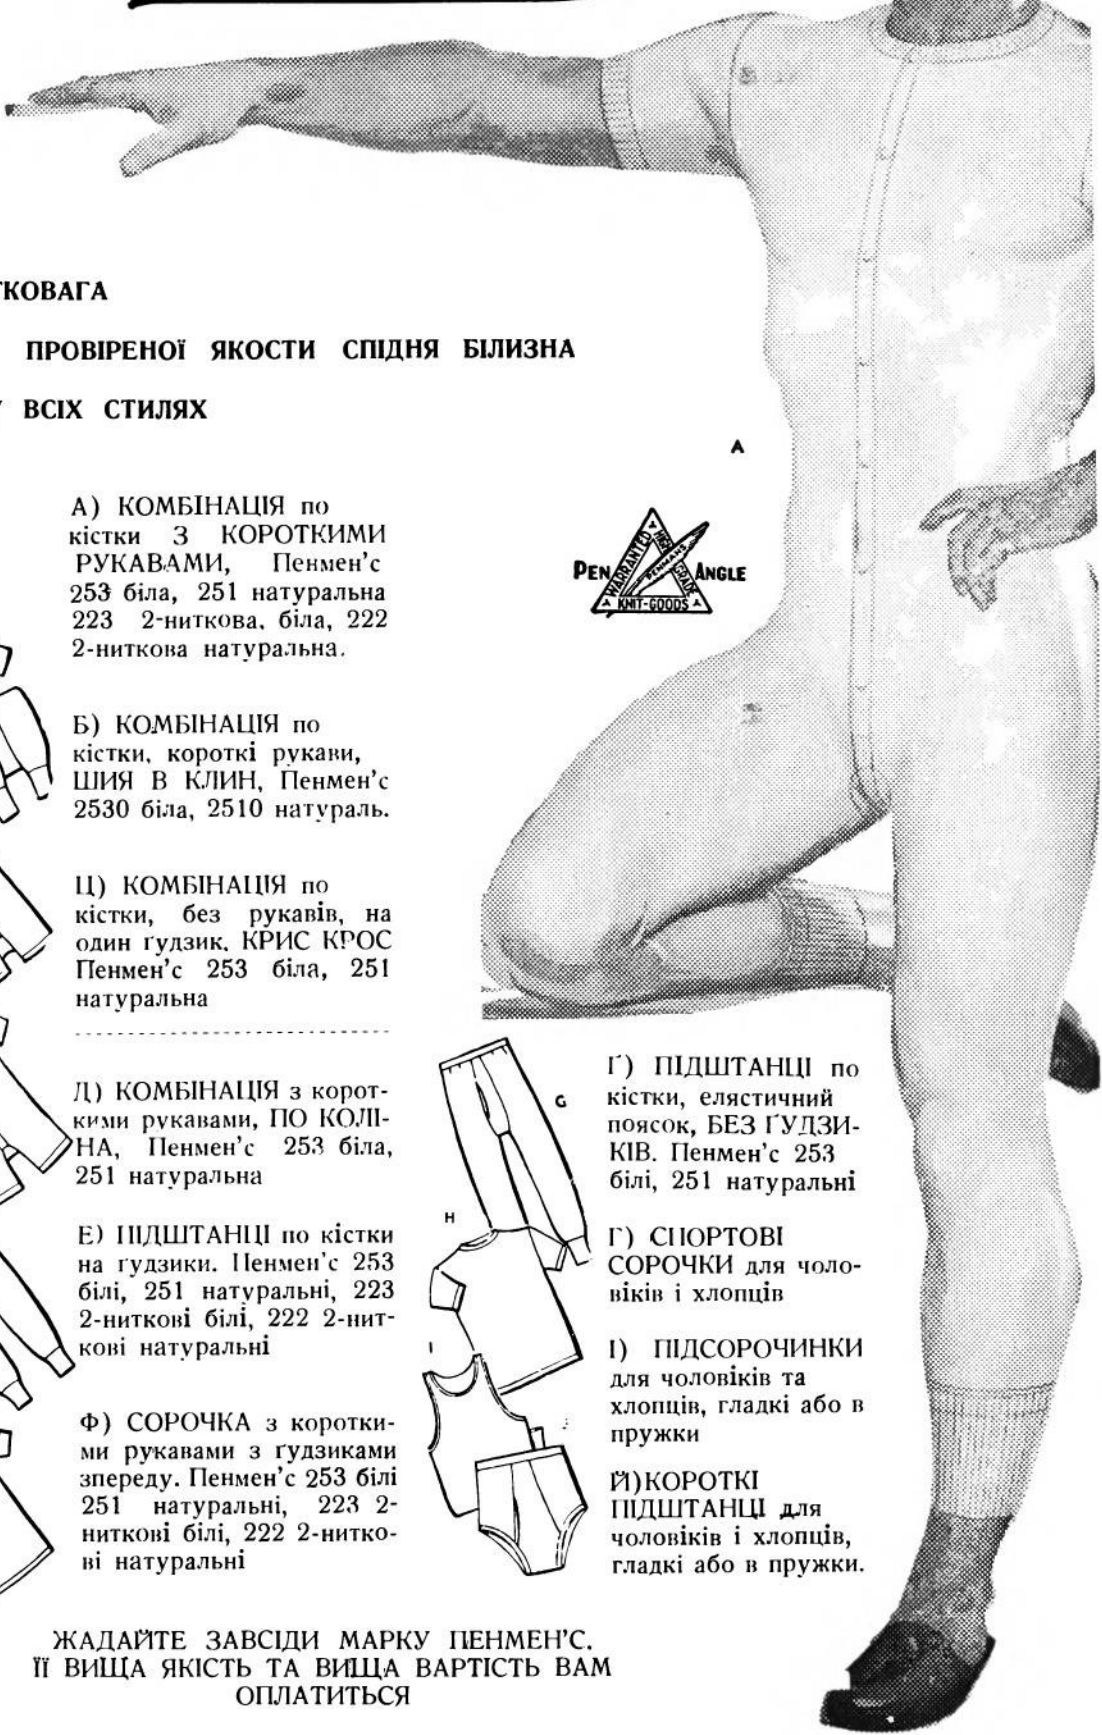 ПРОВІРЕНОЇ ЯКОСТИ СПІДНЯ БІЛИЗНА
ВСІХ СТИЛЯХ
А
А) КОМБІНАЦІЯ по
кістки З КОРОТКИМИ
РУКАВАМИ, Пенмен'с
253 біла, 251 натуральна
223 2-ниткова, біла, 222
2-ниткова натуральна.
PEN ANGLE
WARRANTED
HIGH GRADE
PENMANS
KNIT-GOODS
Б) КОМБІНАЦІЯ по
кістки, короткі рукави,
ШИЯ В КЛИН, Пенмен'с
2530 біла, 2510 натураль.
Ц) КОМБІНАЦІЯ по
кістки, без рукавів, на
один ґудзик. КРИС КРОС
Пенмен'с 253 біла, 251
натуральна
Д) КОМБІНАЦІЯ з корот-
кими рукавами, ПО КОЛІ-
НА, Пенмен'с 253 біла,
251 натуральна
Е) ПІДШТАНЦІ по кістки
на ґудзики. Пенмен'с 253
білі, 251 натуральні, 223
2-ниткові білі, 222 2-нит-
кові натуральні
Ф) СОРОЧКА з коротки-
ми рукавами з ґудзиками
зпереду. Пенмен'с 253 білі
251 натуральні, 223 2-
ниткові білі, 222 2-нитко-
ві натуральні
G
H
I
Ґ) ПІДШТАНЦІ по
кістки, елястичний
поясок, БЕЗ ҐУДЗИ-
КІВ. Пенмен'с 253
білі, 251 натуральні
Г) СПОРТОВІ
СОРОЧКИ для чоло-
віків і хлопців
І) ПІДСОРОЧИНКИ
для чоловіків та
хлопців, гладкі або в
пружки
Й)КОРОТКІ
ПІДШТАНЦІ для
чоловіків і хлопців,
гладкі або в пружки.
ЖАДАЙТЕ ЗАВСІДИ МАРКУ ПЕНМЕН'С.
ЇЇ ВИЩА ЯКІСТЬ ТА ВИЩА ВАРТІСТЬ ВАМ
ОПЛАТИТЬСЯ